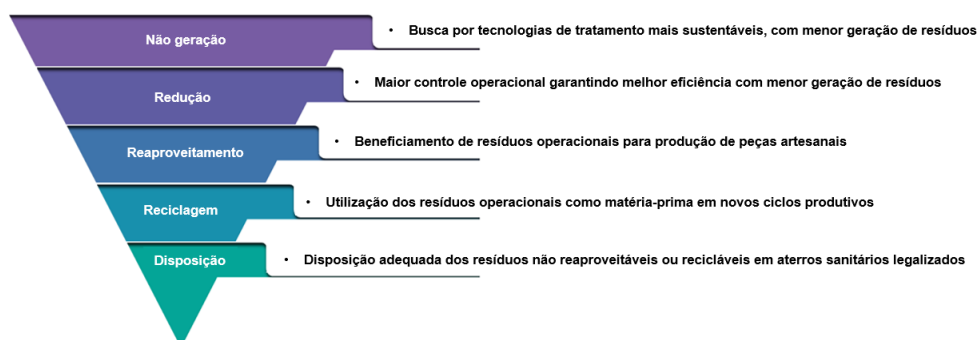 Não geração
• Busca por tecnologias de tratamento mais sustentáveis, com menor geração de resíduos
Redução
• Maior controle operacional garantindo melhor eficiência com menor geração de resíduos
Reaproveitamento
• Beneficiamento de resíduos operacionais para produção de peças artesanais
Reciclagem
• Utilização dos resíduos operacionais como matéria-prima em novos ciclos produtivos
Disposição
• Disposição adequada dos resíduos não reaproveitáveis ou recicláveis em aterros sanitários legalizados